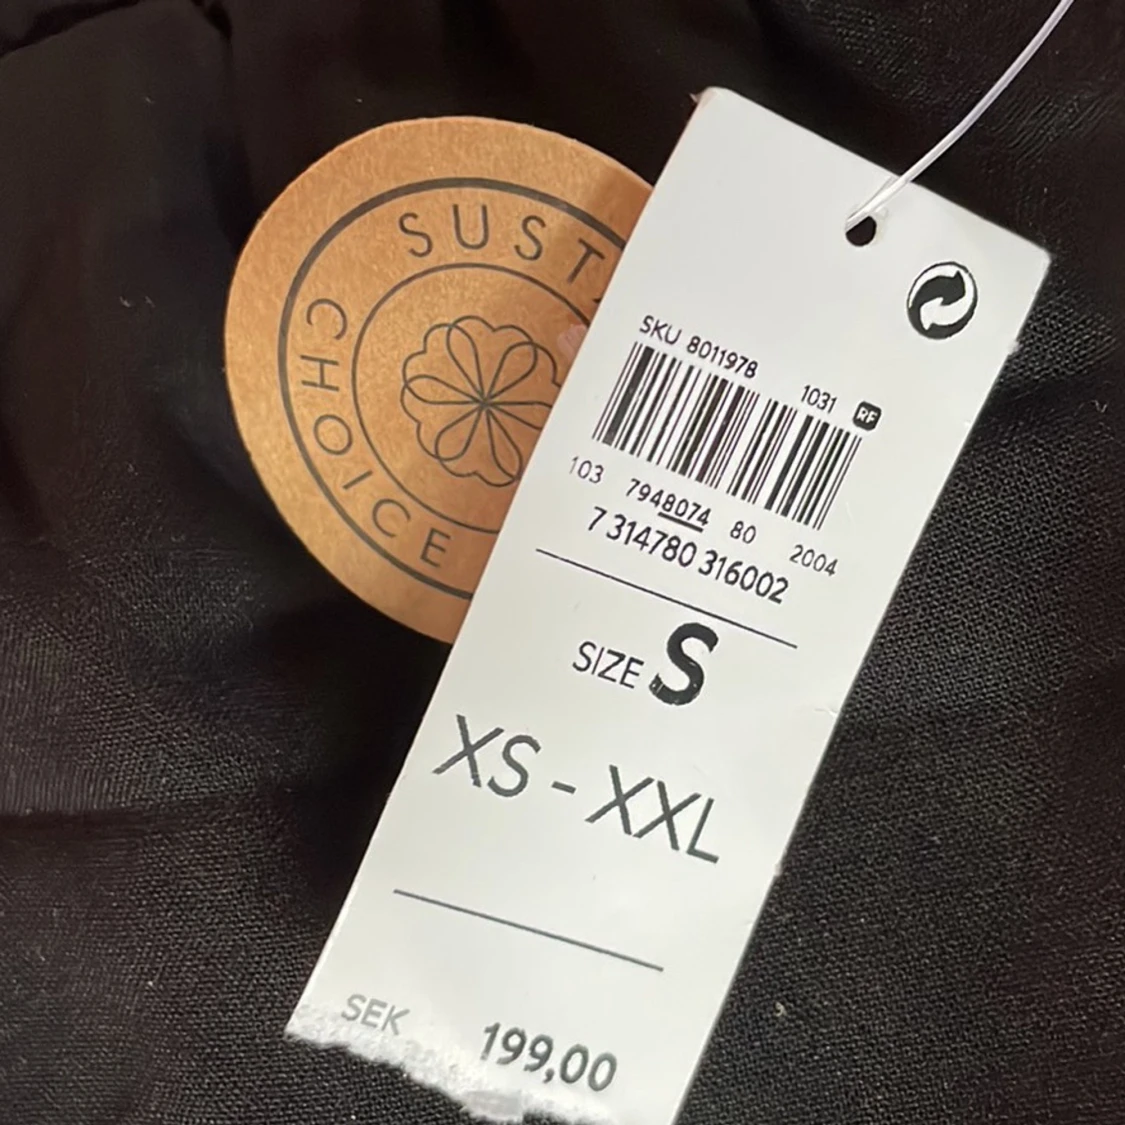 SUST
CHOICE
SKU 8011978
1031 RF
103 7948074 80 2004
7 314780 316002
SIZE S
XS - XXL
SEK 199,00